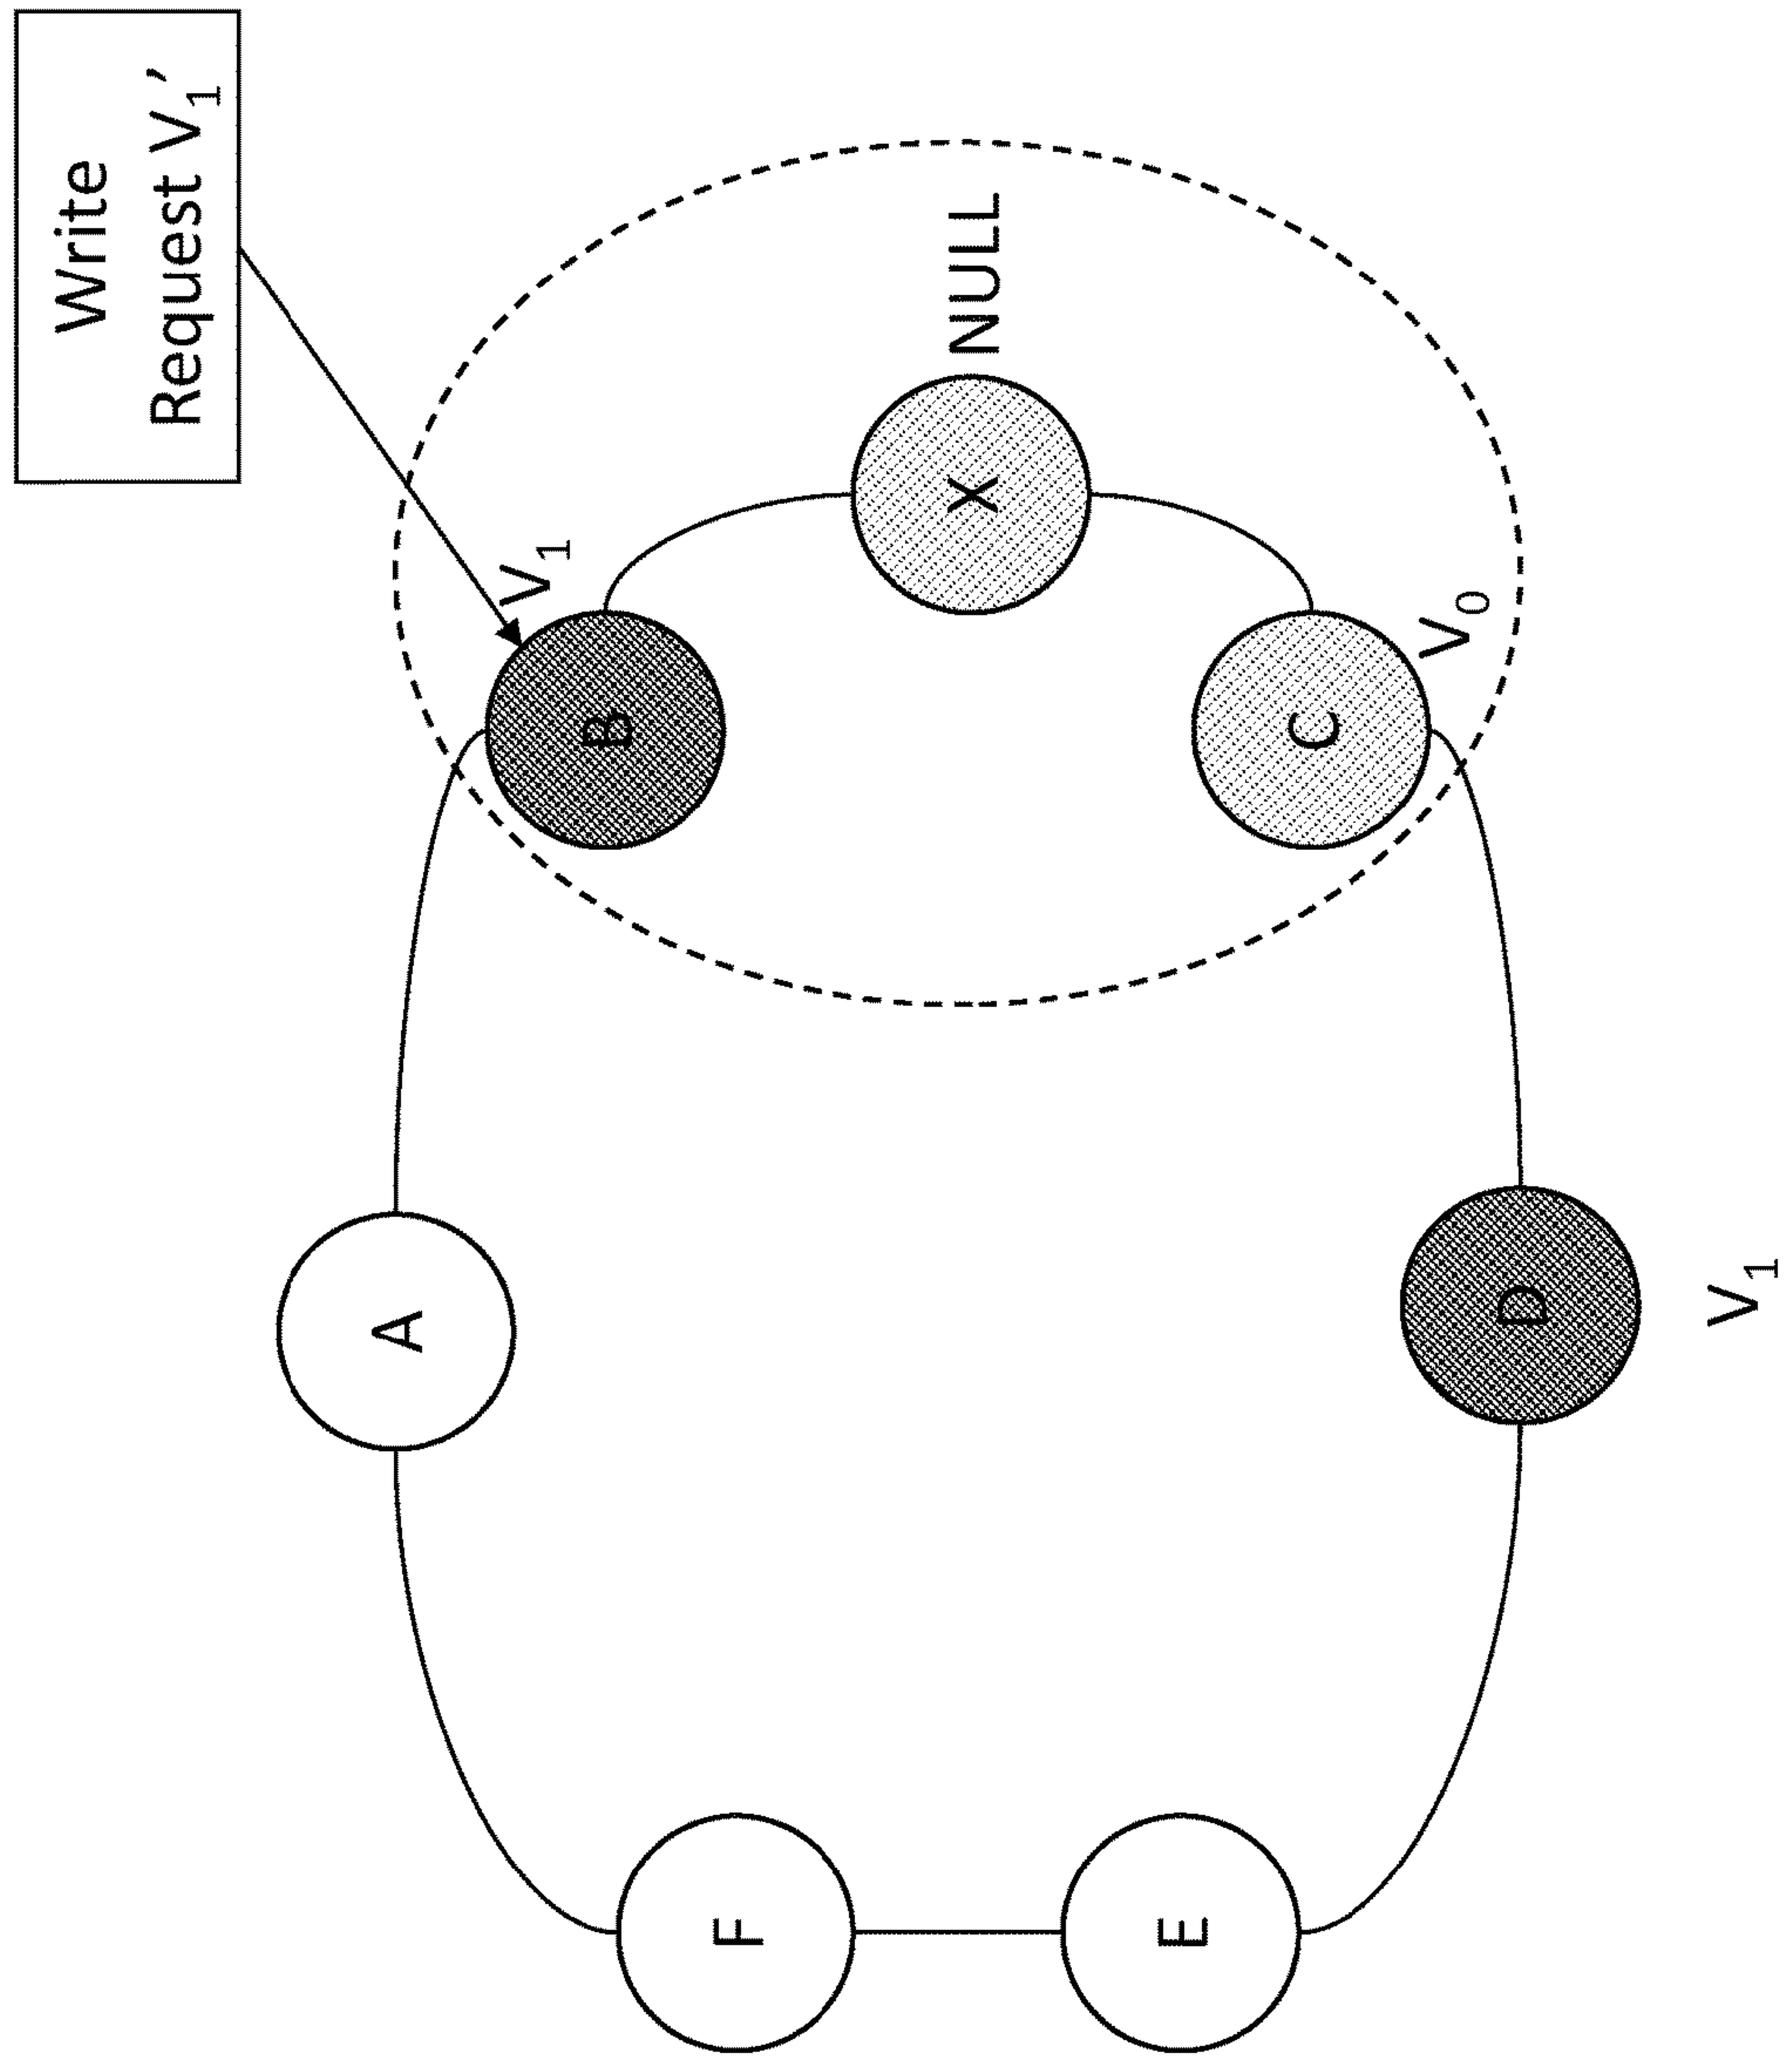 Write
Request V₁’
A
V₁
B
F
X NULL
E
C
V₀
D
V₁